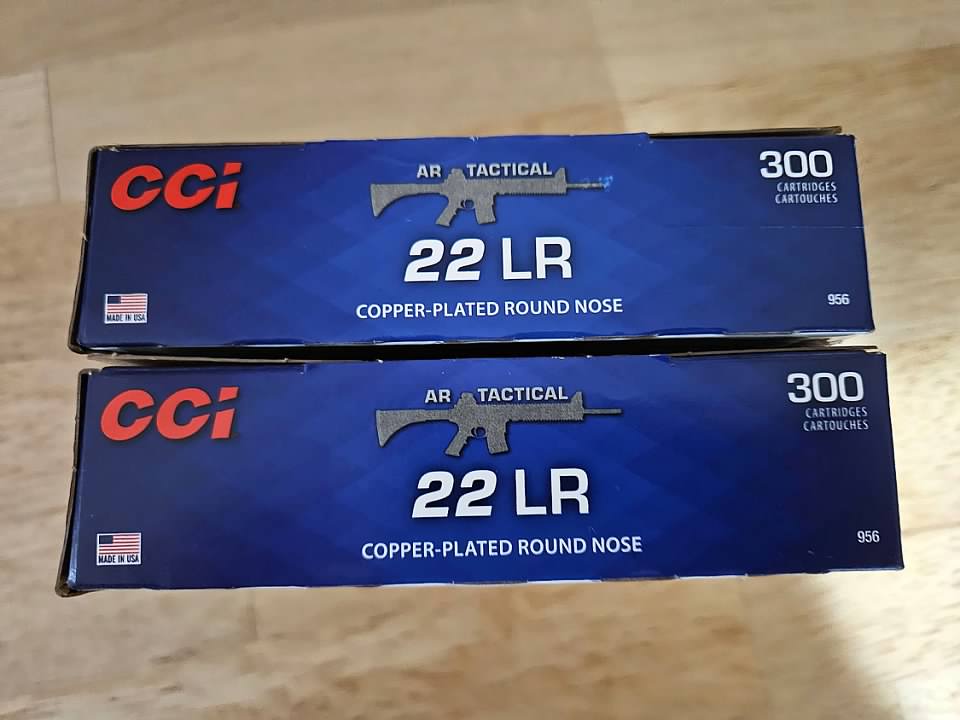 CCi
AR TACTICAL
300
CARTRIDGES
CARTOUCHES
22 LR
COPPER-PLATED ROUND NOSE
MADE IN USA
956
CCi
AR TACTICAL
300
CARTRIDGES
CARTOUCHES
22 LR
COPPER-PLATED ROUND NOSE
MADE IN USA
956